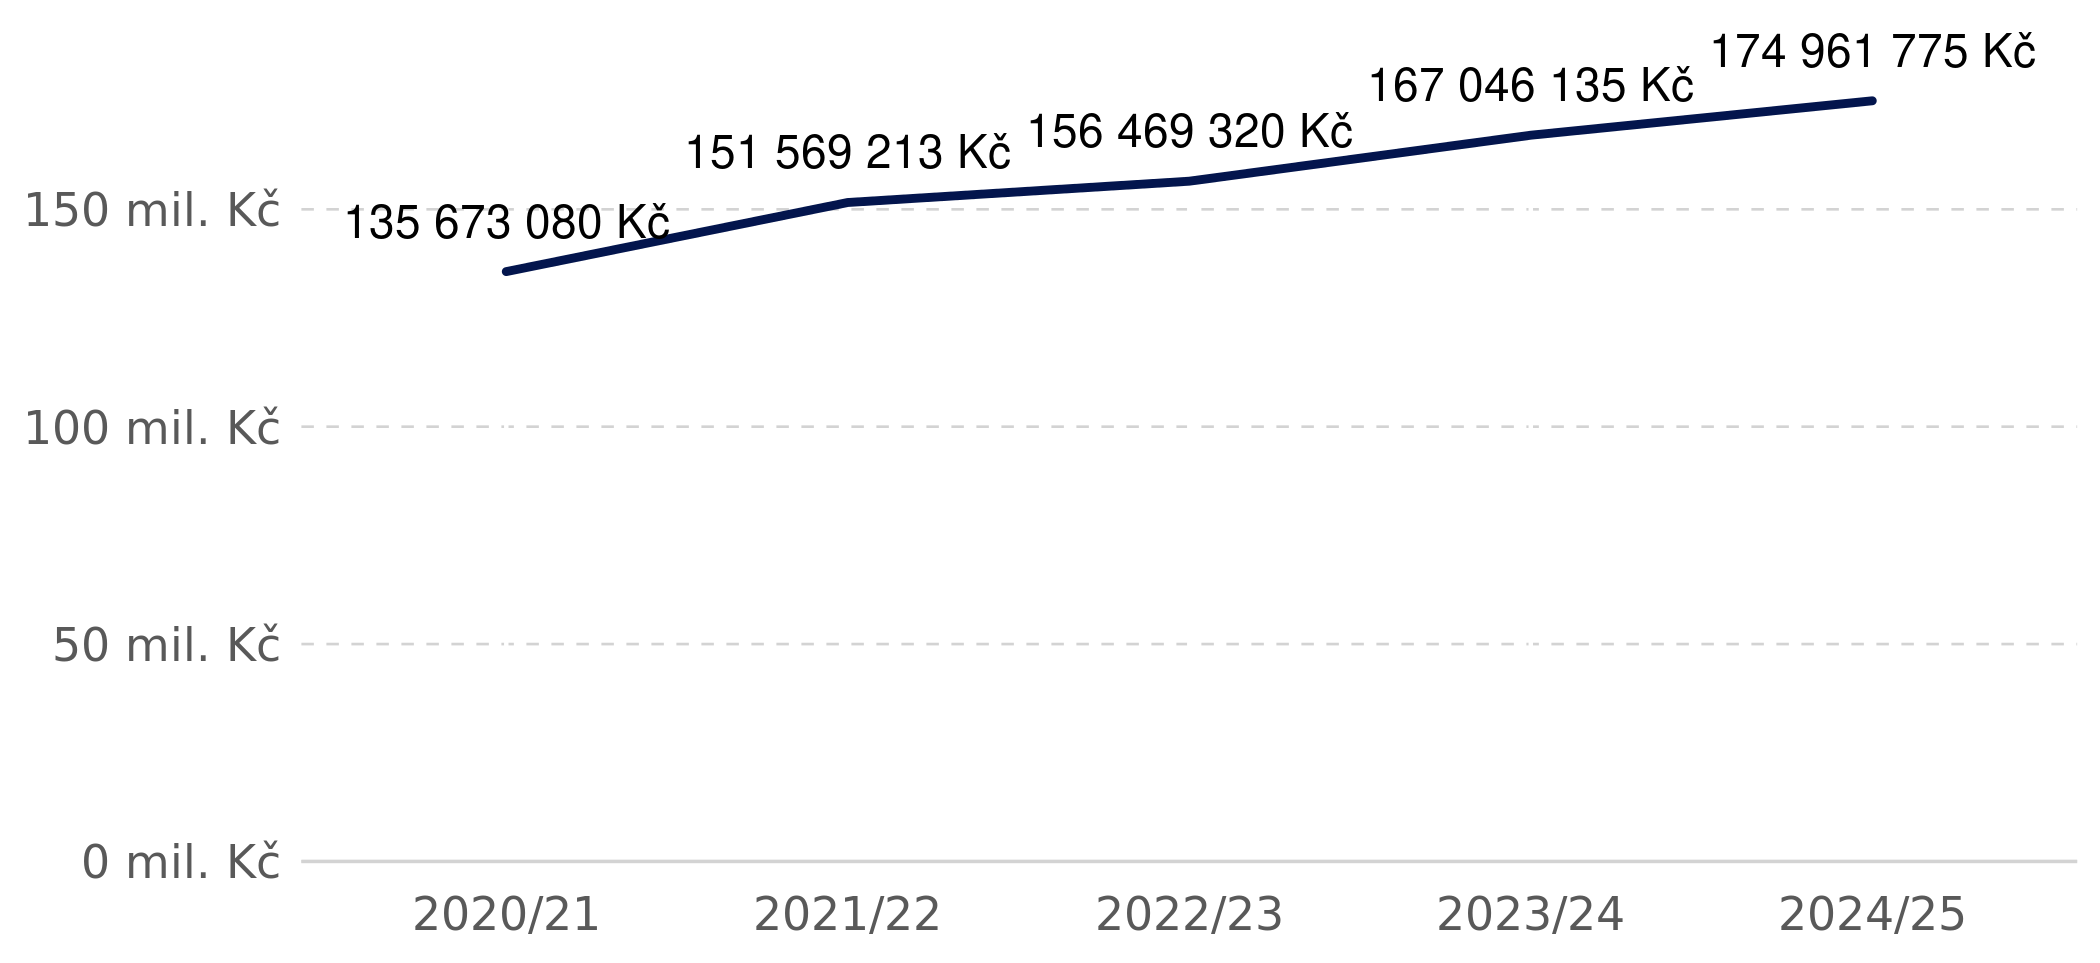 174 961 775 Kč
167 046 135 Kč
156 469 320 Kč
151 569 213 Kč
135 673 080 Kč
150 mil. Kč
100 mil. Kč
50 mil. Kč
0 mil. Kč
2020/21 2021/22 2022/23 2023/24 2024/25